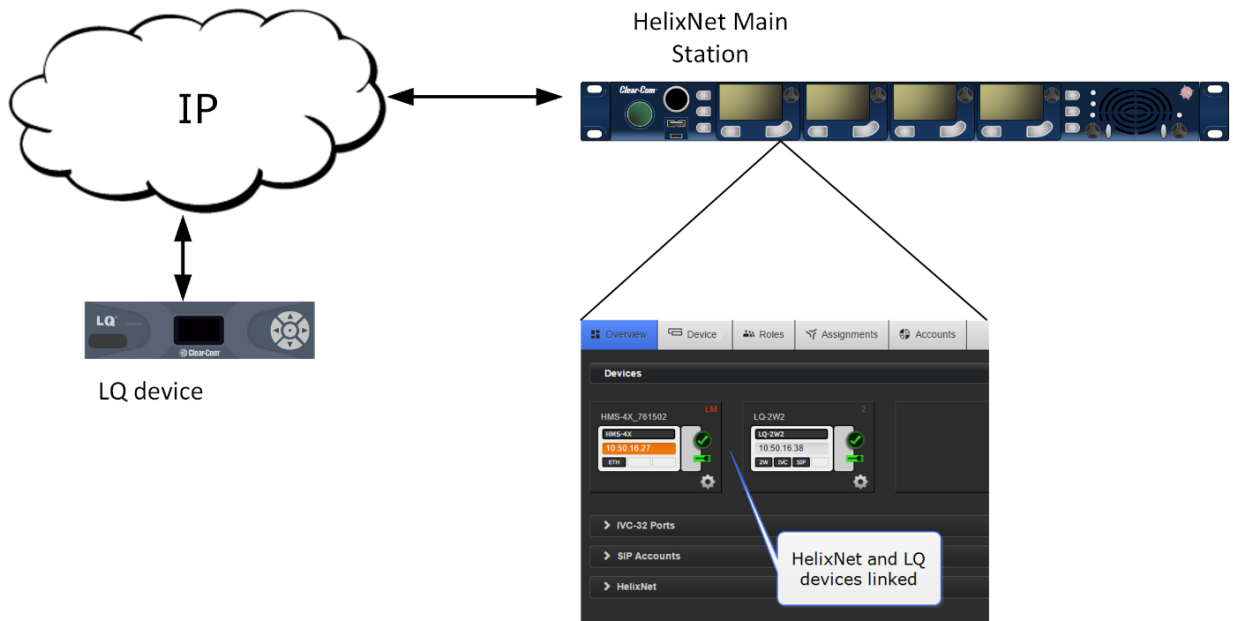 HelixNet Main
Station
IP
Clear-Com
LQ
Clear-Com
LQ device
Overview Device Roles Assignments Accounts
Devices
HMS-4X_761502 LM
HMS-4X
10.50.16.27
ETH
LQ-2W2 2
LQ-2W2
10.50.16.38
2W IVC SIP
IVC-32 Ports
SIP Accounts
HelixNet
HelixNet and LQ
devices linked